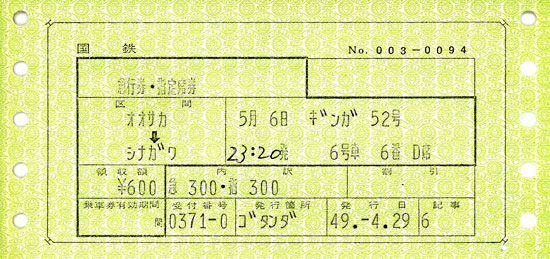 国鉄 No. 003-0094
急行券・指定席券
区間
オオサカ 5月 6日 ギンガ 52号
⬇
シナガワ 23:20発 6号車 6番 D席
領収額 内訳 割引
¥600 急 300・指 300
乗車券有効期間 受付番号 発行箇所 発行日 記事
間 0371-0 ゴタンダ 49.-4.29 6